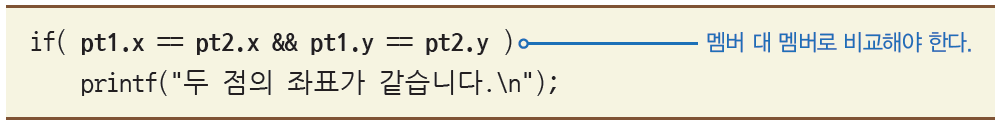 if( pt1.x == pt2.x && pt1.y == pt2.y ) 멤버 대 멤버로 비교해야 한다.
printf("두 점의 좌표가 같습니다.\n");